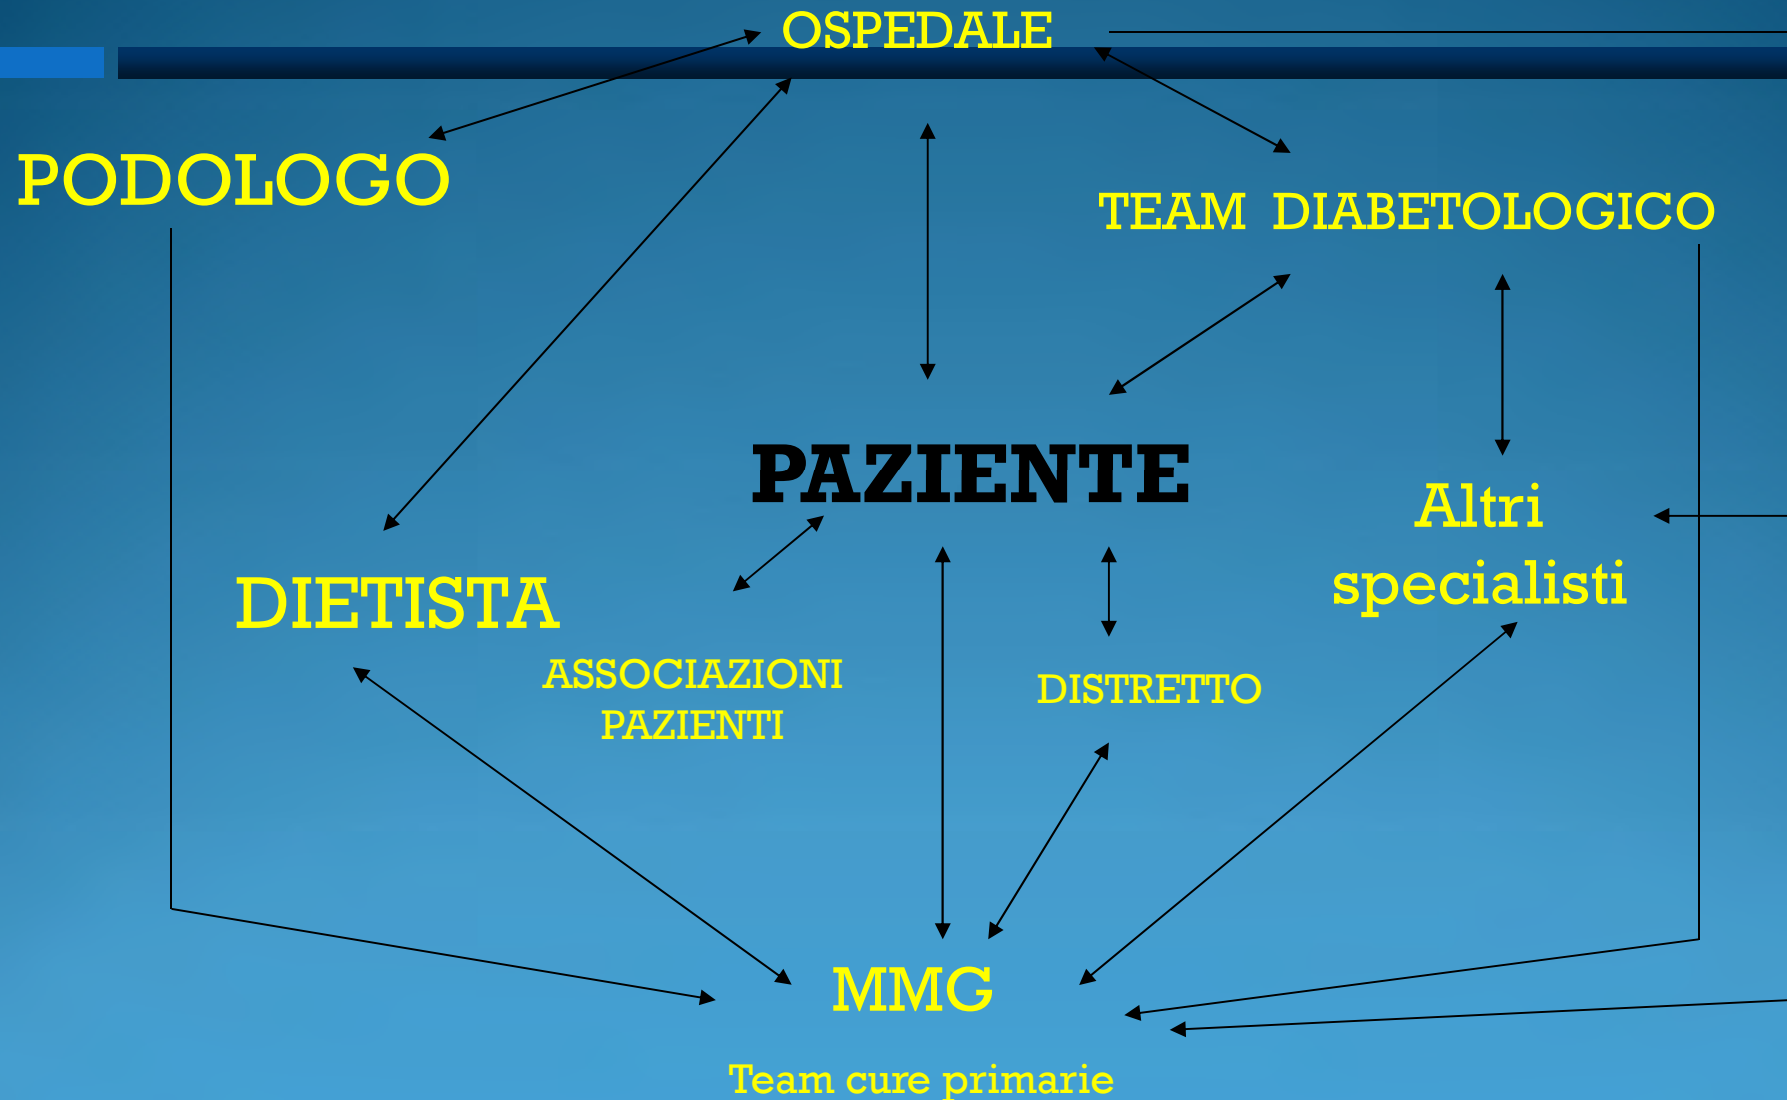 OSPEDALE
PODOLOGO
TEAM DIABETOLOGICO
PAZIENTE
Altri
specialisti
DIETISTA
ASSOCIAZIONI
PAZIENTI
DISTRETTO
MMG
Team cure primarie